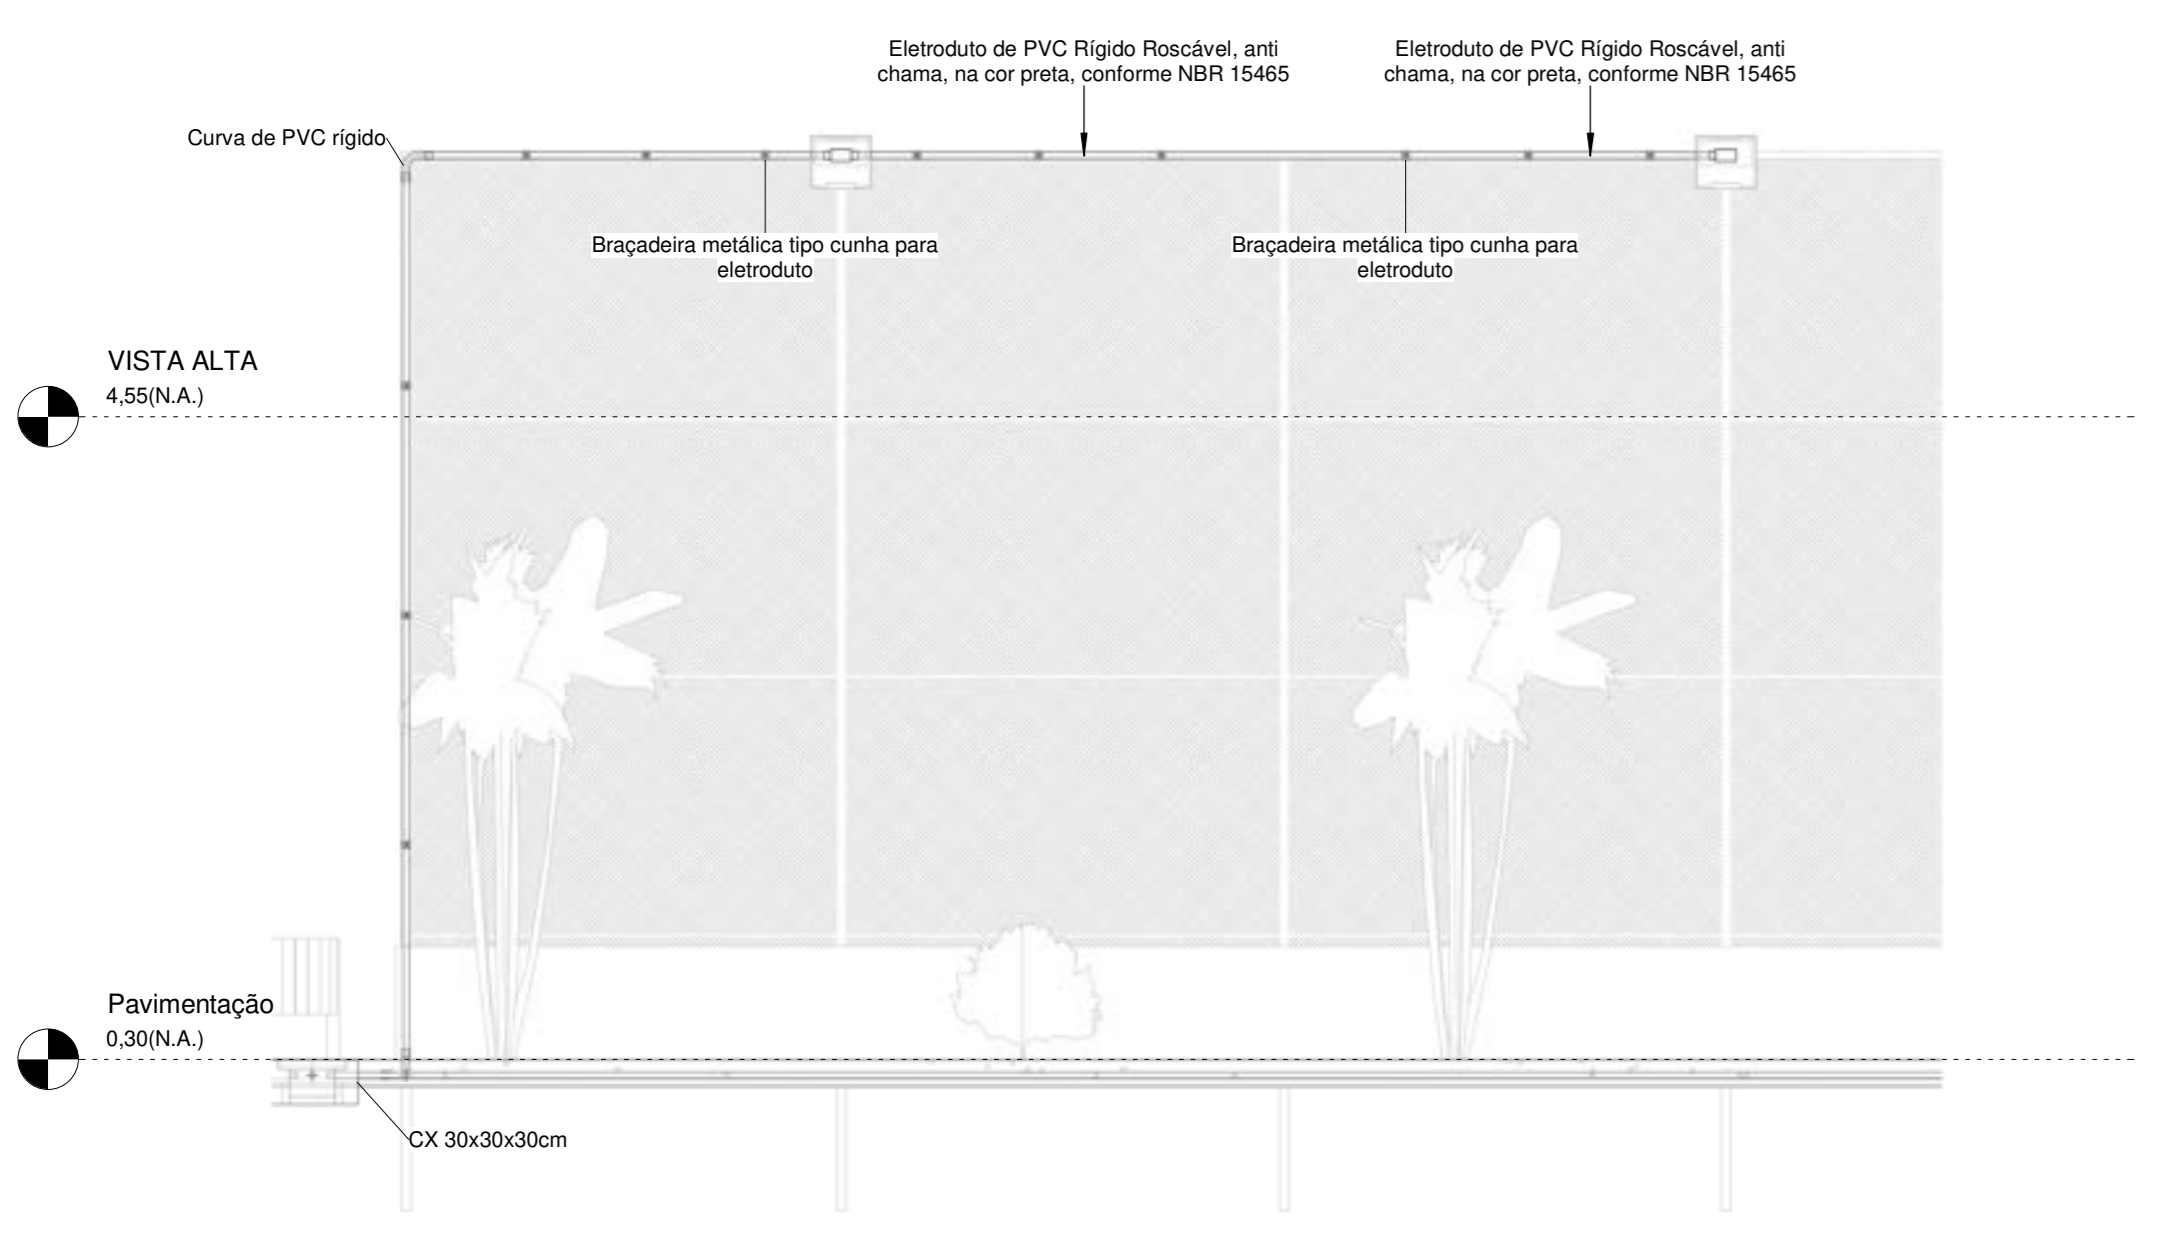 Eletroduto de PVC Rígido Roscável, anti
chama, na cor preta, conforme NBR 15465
Eletroduto de PVC Rígido Roscável, anti
chama, na cor preta, conforme NBR 15465
Curva de PVC rígido
Braçadeira metálica tipo cunha para
eletroduto
Braçadeira metálica tipo cunha para
eletroduto
VISTA ALTA
4,55(N.A.)
Pavimentação
0,30(N.A.)
CX 30x30x30cm